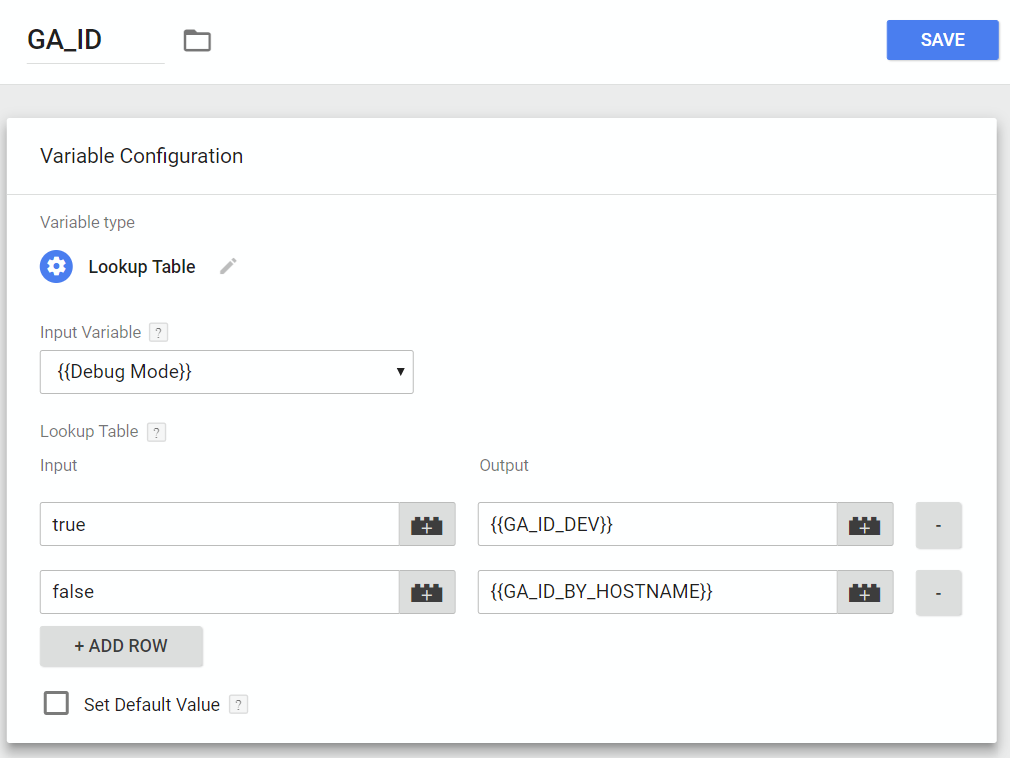 GA_ID
SAVE
Variable Configuration
Variable type
Lookup Table
Input Variable ?
{{Debug Mode}}
Lookup Table ?
Input Output
true {{GA_ID_DEV}} -
false {{GA_ID_BY_HOSTNAME}} -
+ ADD ROW
Set Default Value ?